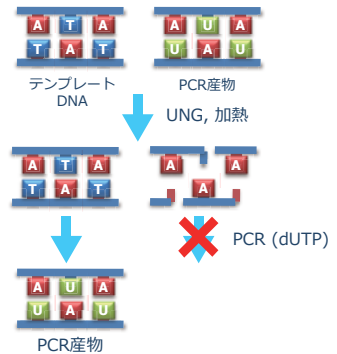 A T A
T A T
A U A
U A U
テンプレート
DNA
PCR産物
UNG, 加熱
A T A
T A T
A A
A
PCR (dUTP)
A U A
U A U
PCR産物